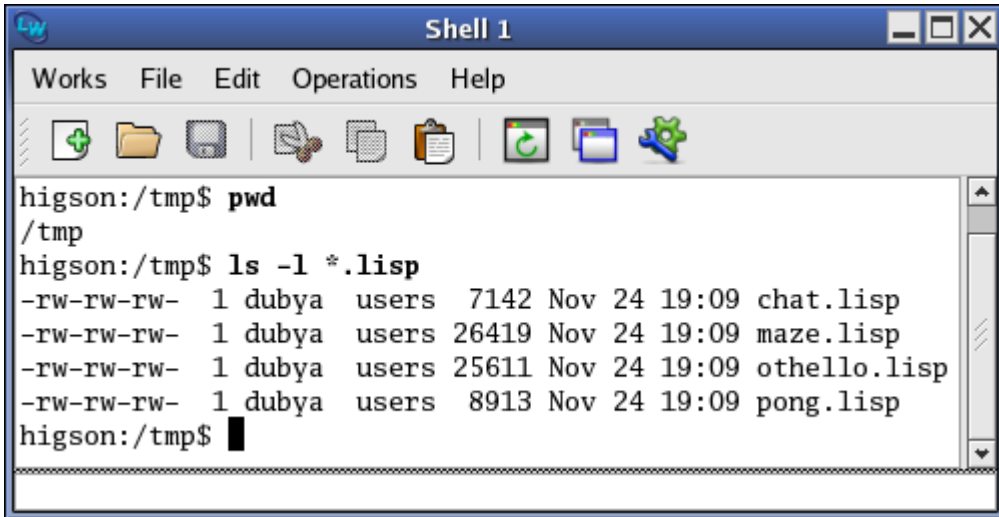 LW
Shell 1
Works File Edit Operations Help
higson:/tmp$ pwd
/tmp
higson:/tmp$ ls -l *.lisp
-rw-rw-rw-  1 dubya  users  7142 Nov 24 19:09 chat.lisp
-rw-rw-rw-  1 dubya  users 26419 Nov 24 19:09 maze.lisp
-rw-rw-rw-  1 dubya  users 25611 Nov 24 19:09 othello.lisp
-rw-rw-rw-  1 dubya  users  8913 Nov 24 19:09 pong.lisp
higson:/tmp$